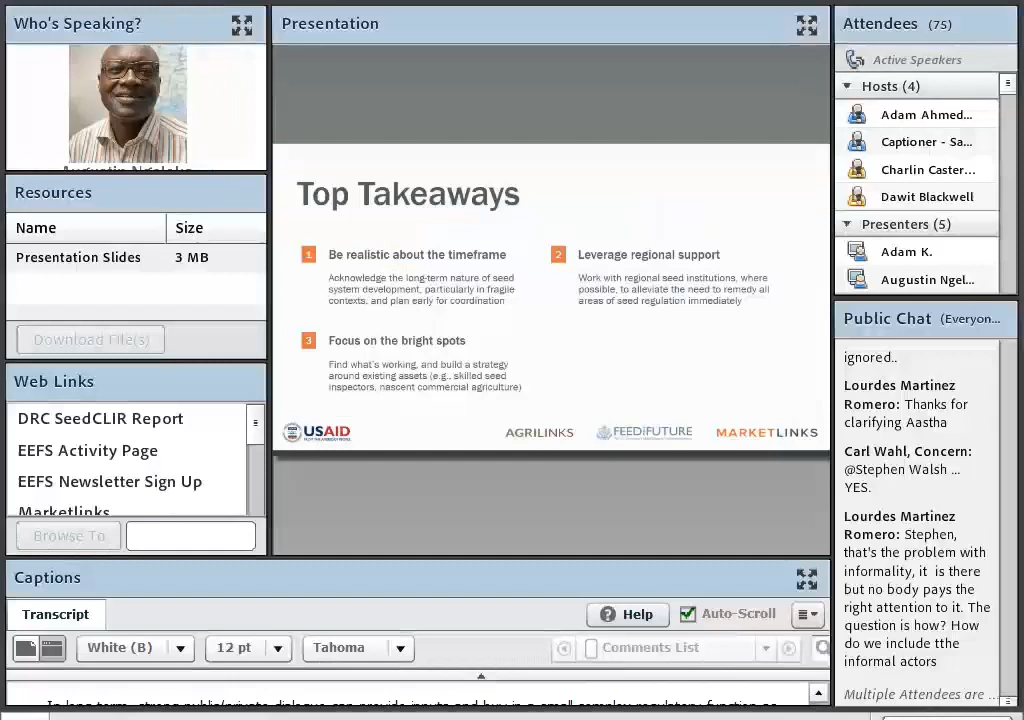 Who's Speaking?
Resources
Name Size
Presentation Slides 3 MB
Download File(s)
Web Links
DRC SeedCLIR Report
EEFS Activity Page
EEFS Newsletter Sign Up
Marketlinks
Browse To
Presentation
Top Takeaways
1 Be realistic about the timeframe
Acknowledge the long-term nature of seed
system development, particularly in fragile
contexts, and plan early for coordination
2 Leverage regional support
Work with regional seed institutions, where
possible, to alleviate the need to remedy all
areas of seed regulation immediately
3 Focus on the bright spots
Find what's working, and build a strategy
around existing assets (e.g., skilled seed
inspectors, nascent commercial agriculture)
USAID
AGRILINKS
FEED THE FUTURE
MARKETLINKS
Captions
Transcript
Help
Auto-Scroll
White (B)
12 pt
Tahoma
Comments List
Attendees (75)
Active Speakers
Hosts (4)
Adam Ahmed...
Captioner - Sa...
Charlin Caster...
Dawit Blackwell
Presenters (5)
Adam K.
Augustin Ngel...
Public Chat (Everyon...
ignored..
Lourdes Martinez
Romero: Thanks for
clarifying Aastha
Carl Wahl, Concern:
@Stephen Walsh ...
YES.
Lourdes Martinez
Romero: Stephen,
that's the problem with
informality, it is there
but no body pays the
right attention to it. The
question is how? How
do we include tthe
informal actors
Multiple Attendees are ...